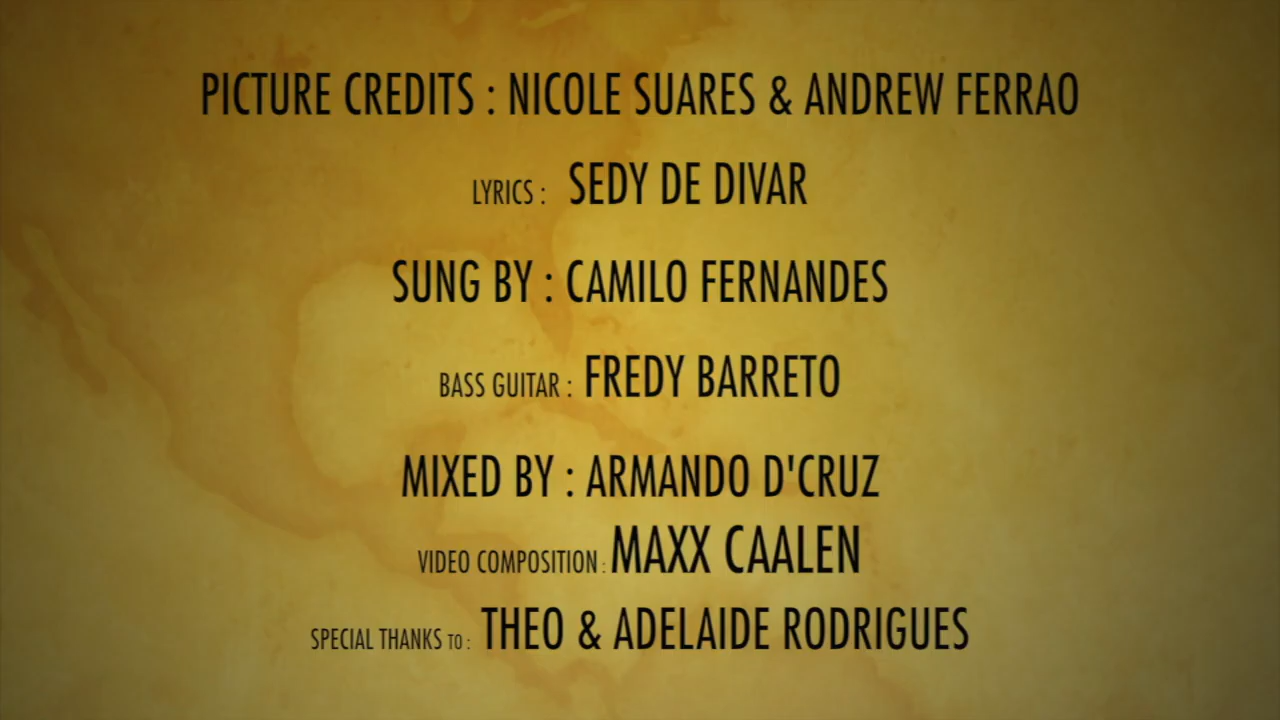 PICTURE CREDITS : NICOLE SUARES & ANDREW FERRAO
LYRICS : SEDY DE DIVAR
SUNG BY : CAMILO FERNANDES
BASS GUITAR : FREDY BARRETO
MIXED BY : ARMANDO D'CRUZ
VIDEO COMPOSITION : MAXX CAALEN
SPECIAL THANKS TO : THEO & ADELAIDE RODRIGUES